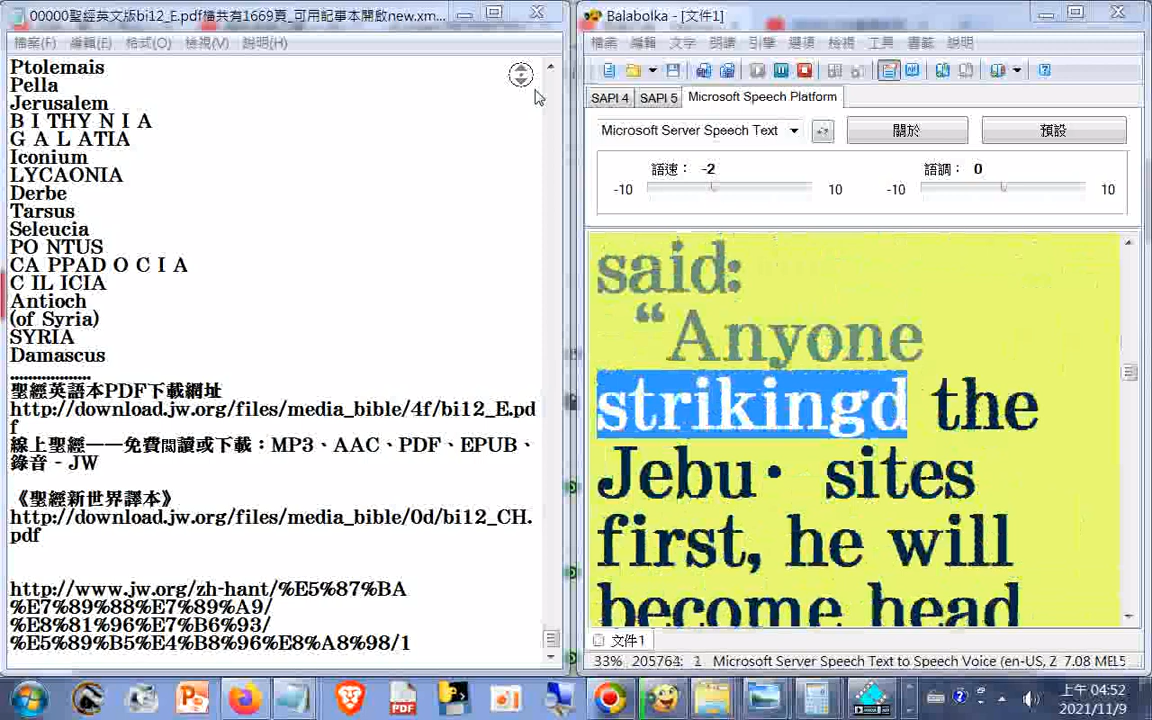 00000聖經英文版bi12_E.pdf檔共有1669頁_可用記事本開啟new.xm...
檔案(F) 編輯(E) 格式(O) 檢視(V) 說明(H)
Ptolemais
Pella
Jerusalem
B I THY N I A
G A L ATIA
Iconium
LYCAONIA
Derbe
Tarsus
Seleucia
PO NTUS
CA PPAD O C I A
C IL ICIA
Antioch
(of Syria)
SYRIA
Damascus
..................
聖經英語本PDF下載網址
http://download.jw.org/files/media_bible/4f/bi12_E.pd
f
線上聖經——免費閱讀或下載：MP3、AAC、PDF、EPUB、
錄音 - JW
《聖經新世界譯本》
http://download.jw.org/files/media_bible/0d/bi12_CH.
pdf
http://www.jw.org/zh-hant/%E5%87%BA
%E7%89%88%E7%89%A9/
%E8%81%96%E7%B6%93/
%E5%89%B5%E4%B8%96%E8%A8%98/1
Balabolka - [文件1]
檔案 編輯 文字 朗讀 引擎 選項 檢視 工具 書籤 說明
SAPI 4 SAPI 5 Microsoft Speech Platform
Microsoft Server Speech Text 關於 預設
語速： -2 語調： 0
-10 10 -10 10
said:
“Anyone
strikingd the
Jebu· sites
first, he will
become head
文件1
33% 205764: 1 Microsoft Server Speech Text to Speech Voice (en-US, Z 7.08 МЕL5
上午 04:52
2021/11/9